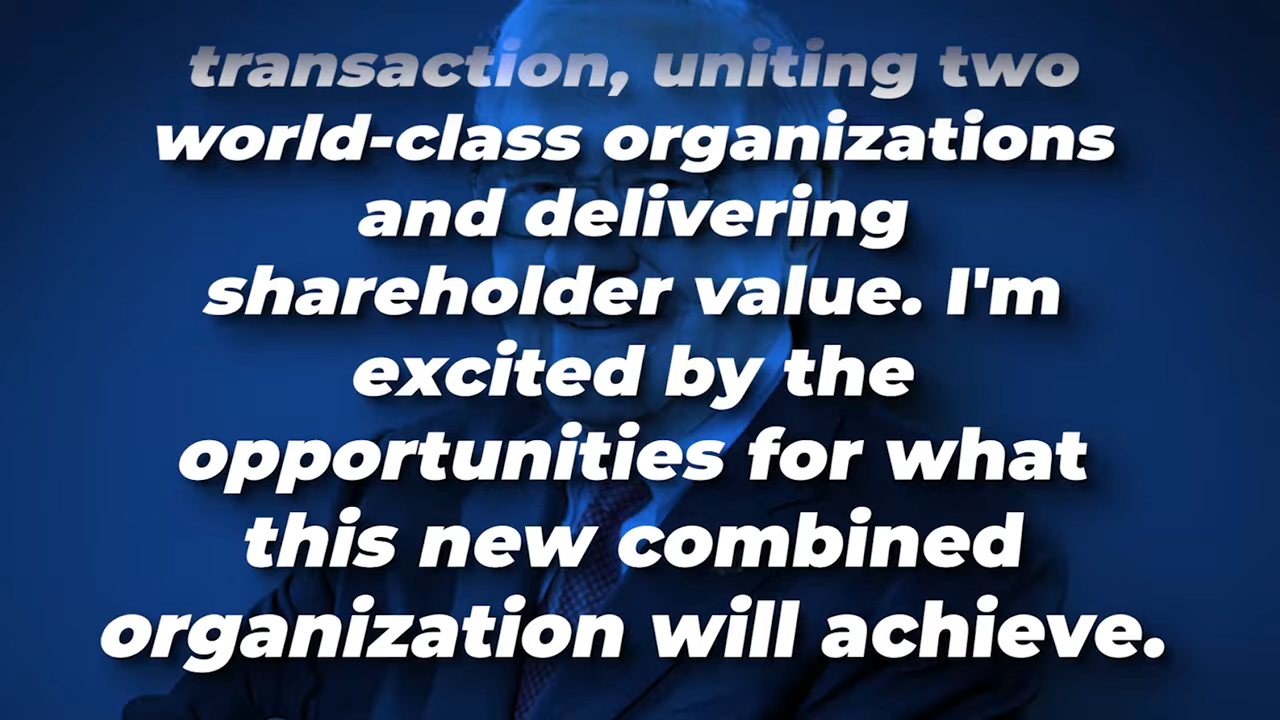 transaction, uniting two
world-class organizations
and delivering
shareholder value. I'm
excited by the
opportunities for what
this new combined
organization will achieve.